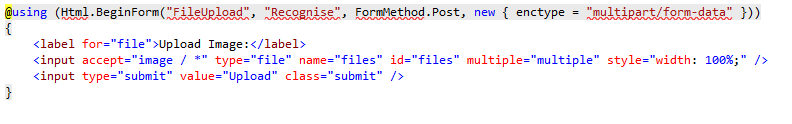 @using (Html.BeginForm("FileUpload", "Recognise", FormMethod.Post, new { enctype = "multipart/form-data" }))
{
    <label for="file">Upload Image:</label>
    <input accept="image / *" type="file" name="files" id="files" multiple="multiple" style="width: 100%;" />
    <input type="submit" value="Upload" class="submit" />
}